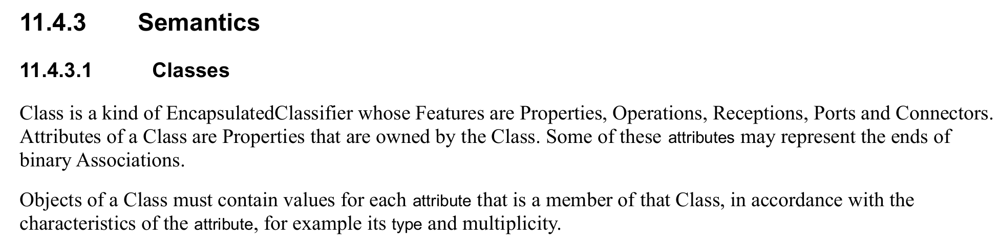 11.4.3 Semantics
11.4.3.1 Classes
Class is a kind of EncapsulatedClassifier whose Features are Properties, Operations, Receptions, Ports and Connectors.
Attributes of a Class are Properties that are owned by the Class. Some of these attributes may represent the ends of
binary Associations.
Objects of a Class must contain values for each attribute that is a member of that Class, in accordance with the
characteristics of the attribute, for example its type and multiplicity.